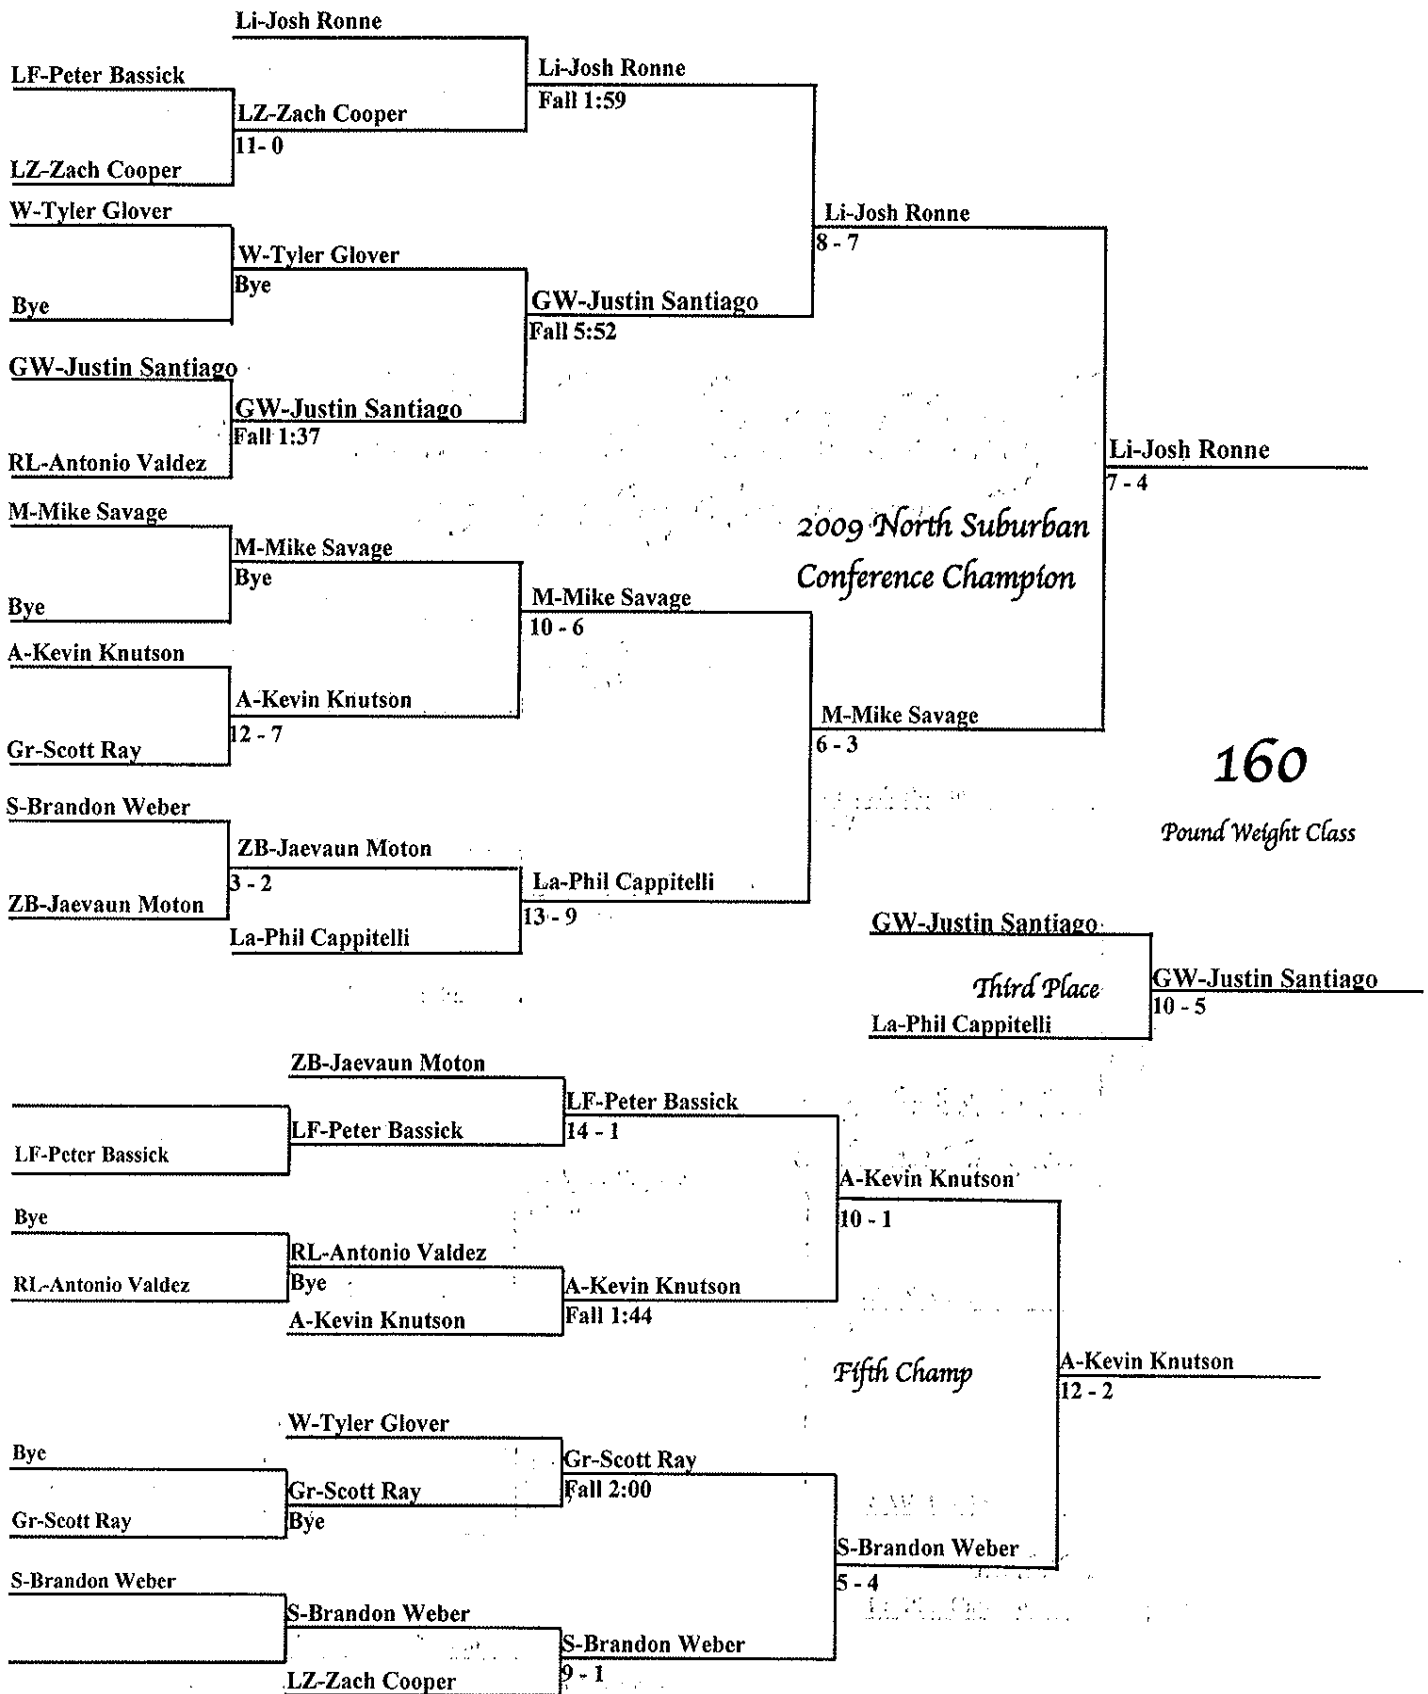 Li-Josh Ronne
LF-Peter Bassick
Li-Josh Ronne
Fall 1:59
LZ-Zach Cooper
11- 0
LZ-Zach Cooper
W-Tyler Glover
Li-Josh Ronne
8 - 7
W-Tyler Glover
Bye
Bye
GW-Justin Santiago
Fall 5:52
GW-Justin Santiago
GW-Justin Santiago
Fall 1:37
RL-Antonio Valdez
Li-Josh Ronne
7 - 4
M-Mike Savage
2009 North Suburban
Conference Champion
M-Mike Savage
Bye
Bye
M-Mike Savage
10 - 6
A-Kevin Knutson
A-Kevin Knutson
12 - 7
M-Mike Savage
6 - 3
Gr-Scott Ray
160
Pound Weight Class
S-Brandon Weber
ZB-Jaevaun Moton
3 - 2
La-Phil Cappitelli
13 - 9
ZB-Jaevaun Moton
La-Phil Cappitelli
GW-Justin Santiago
Third Place
GW-Justin Santiago
10 - 5
La-Phil Cappitelli
ZB-Jaevaun Moton
LF-Peter Bassick
14 - 1
LF-Peter Bassick
LF-Peter Bassick
A-Kevin Knutson
10 - 1
Bye
RL-Antonio Valdez
Bye
RL-Antonio Valdez
A-Kevin Knutson
Fall 1:44
A-Kevin Knutson
Fifth Champ
A-Kevin Knutson
12 - 2
W-Tyler Glover
Bye
Gr-Scott Ray
Fall 2:00
Gr-Scott Ray
Bye
Gr-Scott Ray
S-Brandon Weber
5 - 4
S-Brandon Weber
S-Brandon Weber
S-Brandon Weber
9 - 1
LZ-Zach Cooper